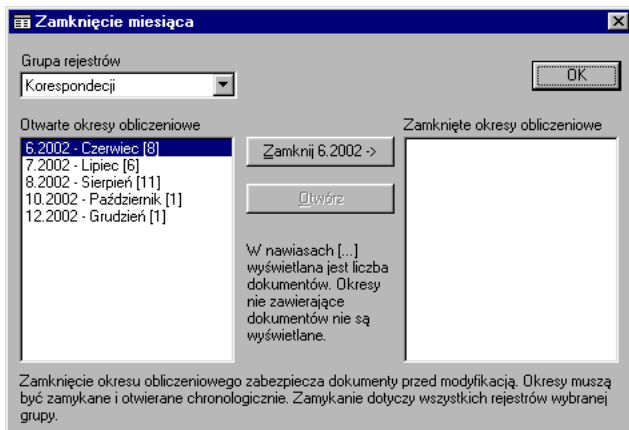 Zamknięcie miesiąca
Grupa rejestrów
Korespondecji
OK
Otwarte okresy obliczeniowe
Zamknięte okresy obliczeniowe
6.2002 - Czerwiec [8]
7.2002 - Lipiec [6]
8.2002 - Sierpień [11]
10.2002 - Październik [1]
12.2002 - Grudzień [1]
Zamknij 6.2002 ->
Otwórz
W nawiasach [...]
wyświetlana jest liczba
dokumentów. Okresy
nie zawierające
dokumentów nie są
wyświetlane.
Zamknięcie okresu obliczeniowego zabezpiecza dokumenty przed modyfikacją. Okresy muszą
być zamykane i otwierane chronologicznie. Zamykanie dotyczy wszystkich rejestrów wybranej
grupy.